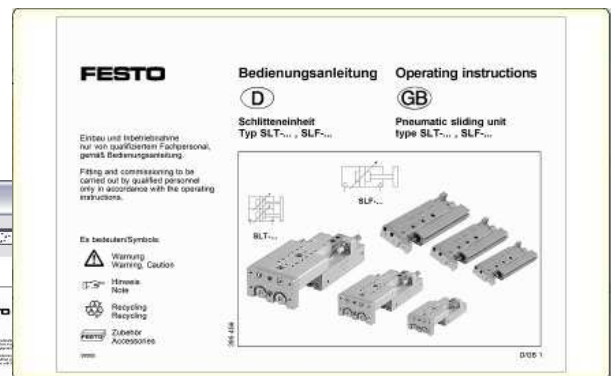 FESTO
Bedienungsanleitung
Operating instructions
D
GB
Schlitteneinheit
Typ SLT-... , SLF-...
Pneumatic sliding unit
type SLT-... , SLF-...
Einbau und Inbetriebnahme
nur von qualifiziertem Fachpersonal,
gemäß Bedienungsanleitung.
Fitting and commissioning to be
carried out by qualified personnel
only in accordance with the operating
instructions.
Es bedeuten/Symbols:
Warnung
Warning, Caution
Hinweis
Note
Recycling
Recycling
FESTO
Zubehör
Accessories
SLT-...
SLF-...
D/GB 1